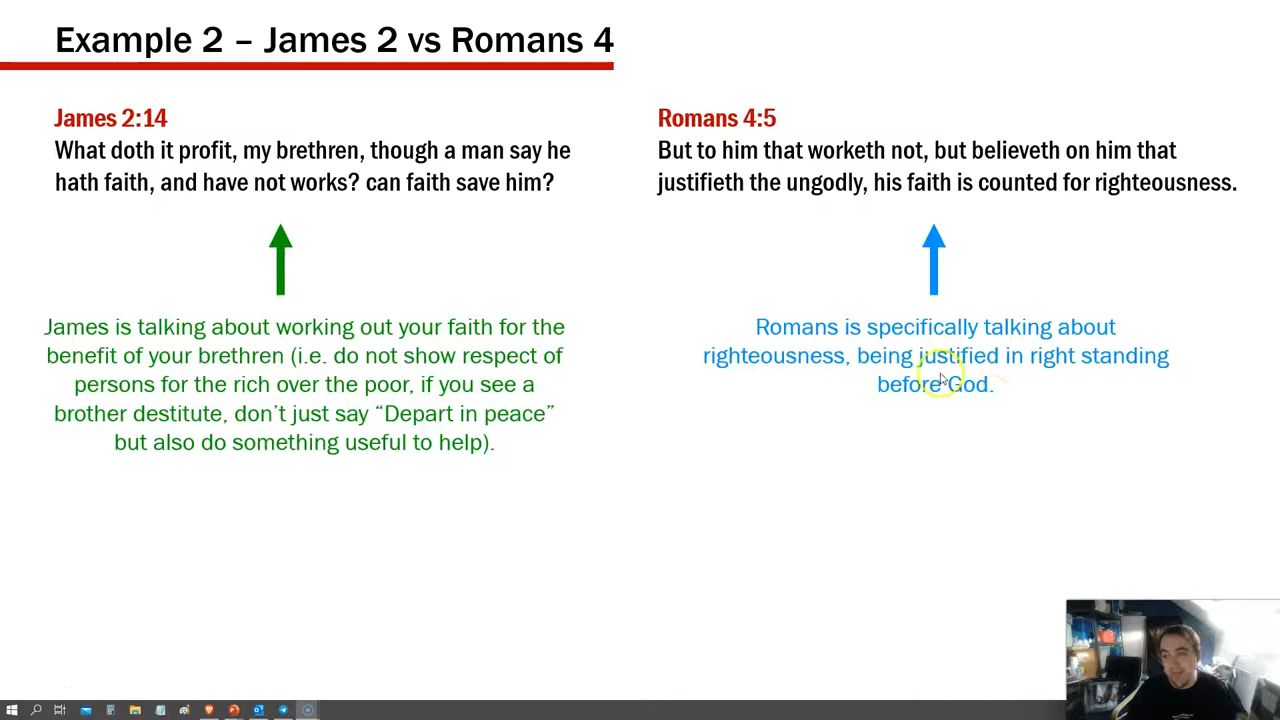 Example 2 – James 2 vs Romans 4
James 2:14
What doth it profit, my brethren, though a man say he
hath faith, and have not works? can faith save him?
James is talking about working out your faith for the
benefit of your brethren (i.e. do not show respect of
persons for the rich over the poor, if you see a
brother destitute, don’t just say “Depart in peace”
but also do something useful to help).
Romans 4:5
But to him that worketh not, but believeth on him that
justifieth the ungodly, his faith is counted for righteousness.
Romans is specifically talking about
righteousness, being justified in right standing
before God.